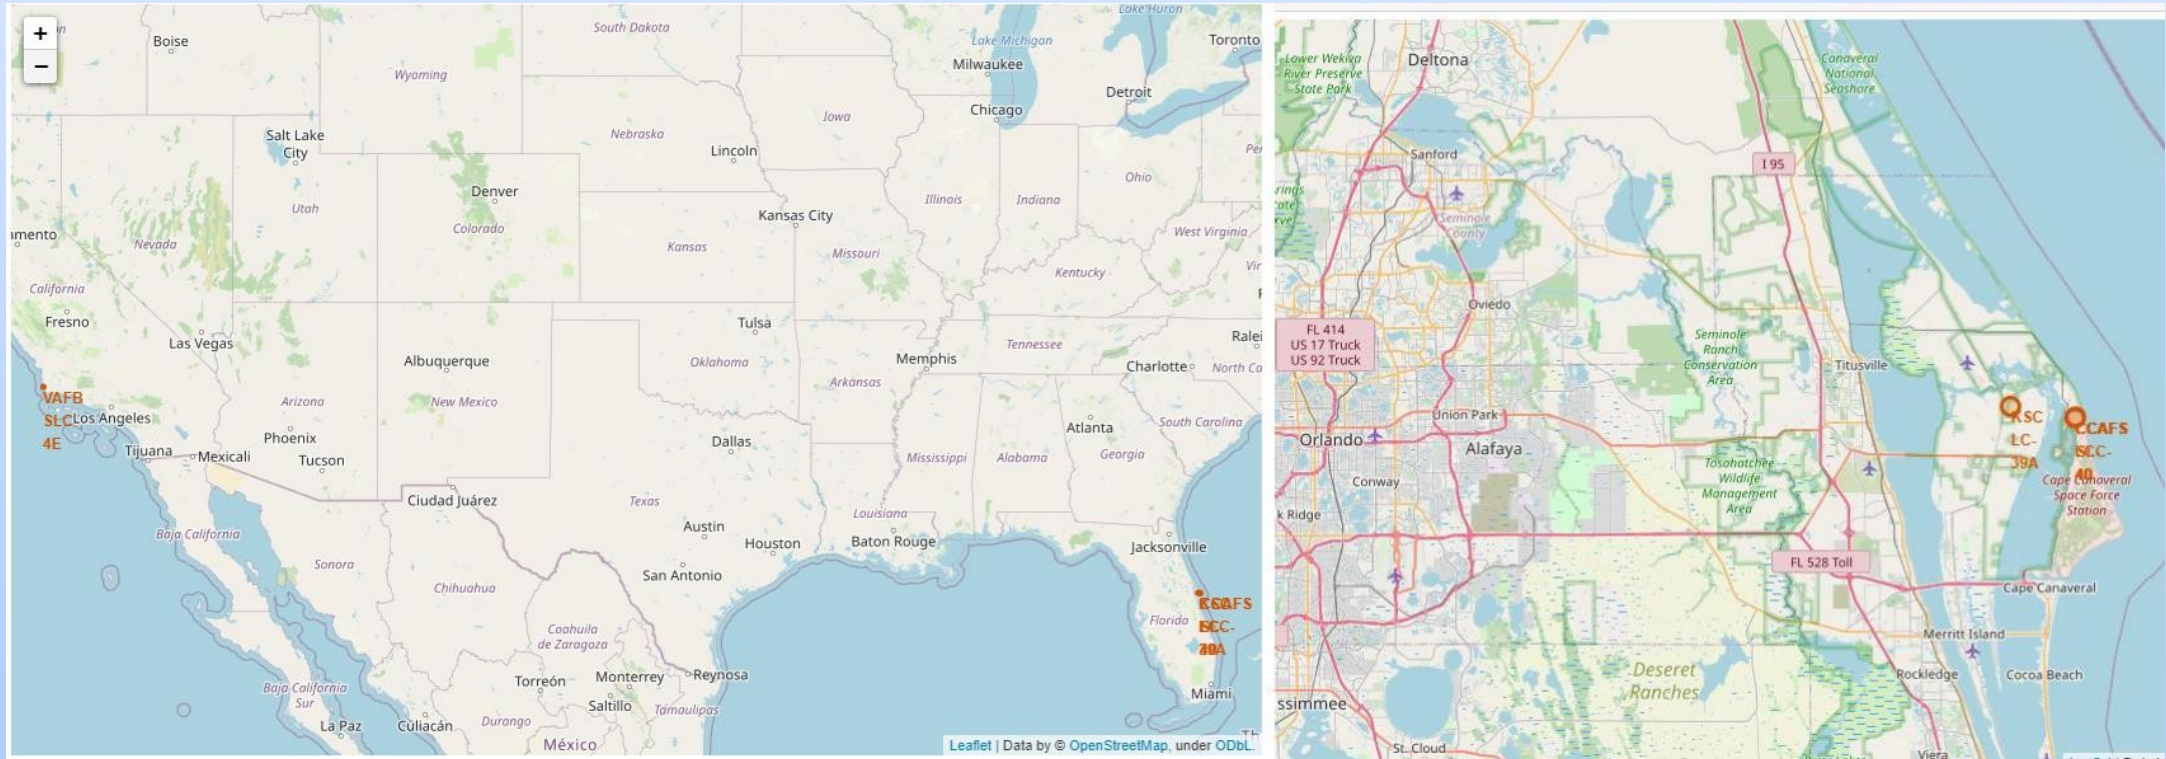 +
−
Boise
South Dakota
Lake Huron
Toronto
Lake Michigan
Milwaukee
Wyoming
Detroit
Chicago
Iowa
Salt Lake
City
Nebraska
Lincoln
Ohio
Denver
Utah
Illinois
Indiana
Kansas City
Colorado
Nevada
Kansas
Missouri
West Virginia
Kentucky
California
Fresno
Las Vegas
Tulsa
Albuquerque
Oklahoma
Memphis
Tennessee
Charlotte
Arkansas
VAFB
SLC-
4E
Los Angeles
Arizona
New Mexico
Phoenix
Tucson
Tijuana
Mexicali
Dallas
Atlanta
South Carolina
Mississippi
Alabama
Georgia
Ciudad Juárez
Texas
Louisiana
Baja California
Austin
Houston
Baton Rouge
Jacksonville
Sonora
San Antonio
Chihuahua
Florida
Coahuila
de Zaragoza
Torreón
Monterrey
Reynosa
Baja California
Sur
Saltillo
Miami
La Paz
Culiacán
Durango
Tamaulipas
México
Leaflet | Data by © OpenStreetMap, under ODbL.
Lower Wekiva
River Preserve
State Park
Deltona
Canaveral
National
Seashore
Sanford
I 95
Seminole
County
Oviedo
FL 414
US 17 Truck
US 92 Truck
Seminole
Ranch
Conservation
Area
Titusville
Union Park
KSC
LC-
39A
CCAFS
SLC-
40
Orlando
Alafaya
Tosohatchee
Wildlife
Management
Area
Conway
Cape Canaveral
Space Force
Station
FL 528 Toll
Cape Canaveral
Merritt Island
Deseret
Ranches
Rockledge
Cocoa Beach
St. Cloud
Viera